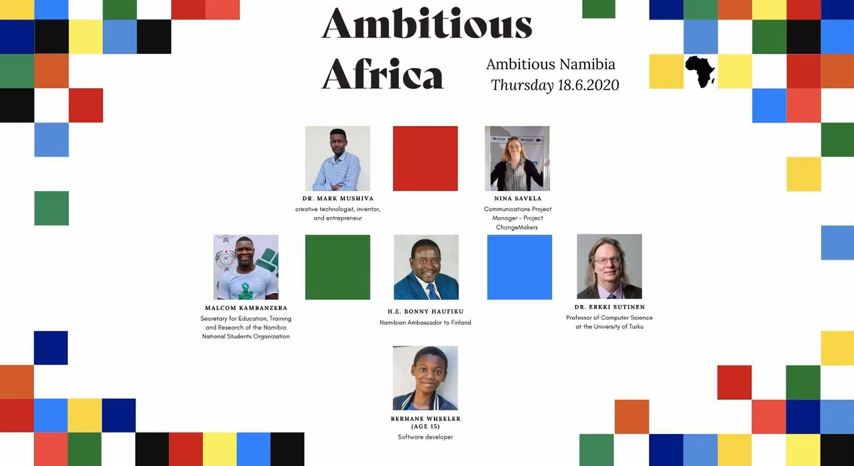 Ambitious
Africa
Ambitious Namibia
Thursday 18.6.2020
DR. MARK MUSHIVA
creative technologist, inventor,
and entrepreneur
NINA SAVELA
Communications Project
Manager - Project
ChangeMakers
MALCOM KAMBANZERA
Secretary for Education, Training
and Research of the Namibia
National Students Organization
H.E. BONNY HAUFIKU
Namibian Ambassador to Finland
DR. ERKKI SUTINEN
Professor of Computer Science
at the University of Turku
BERHANE WHEELER
(AGE 15)
Software developer